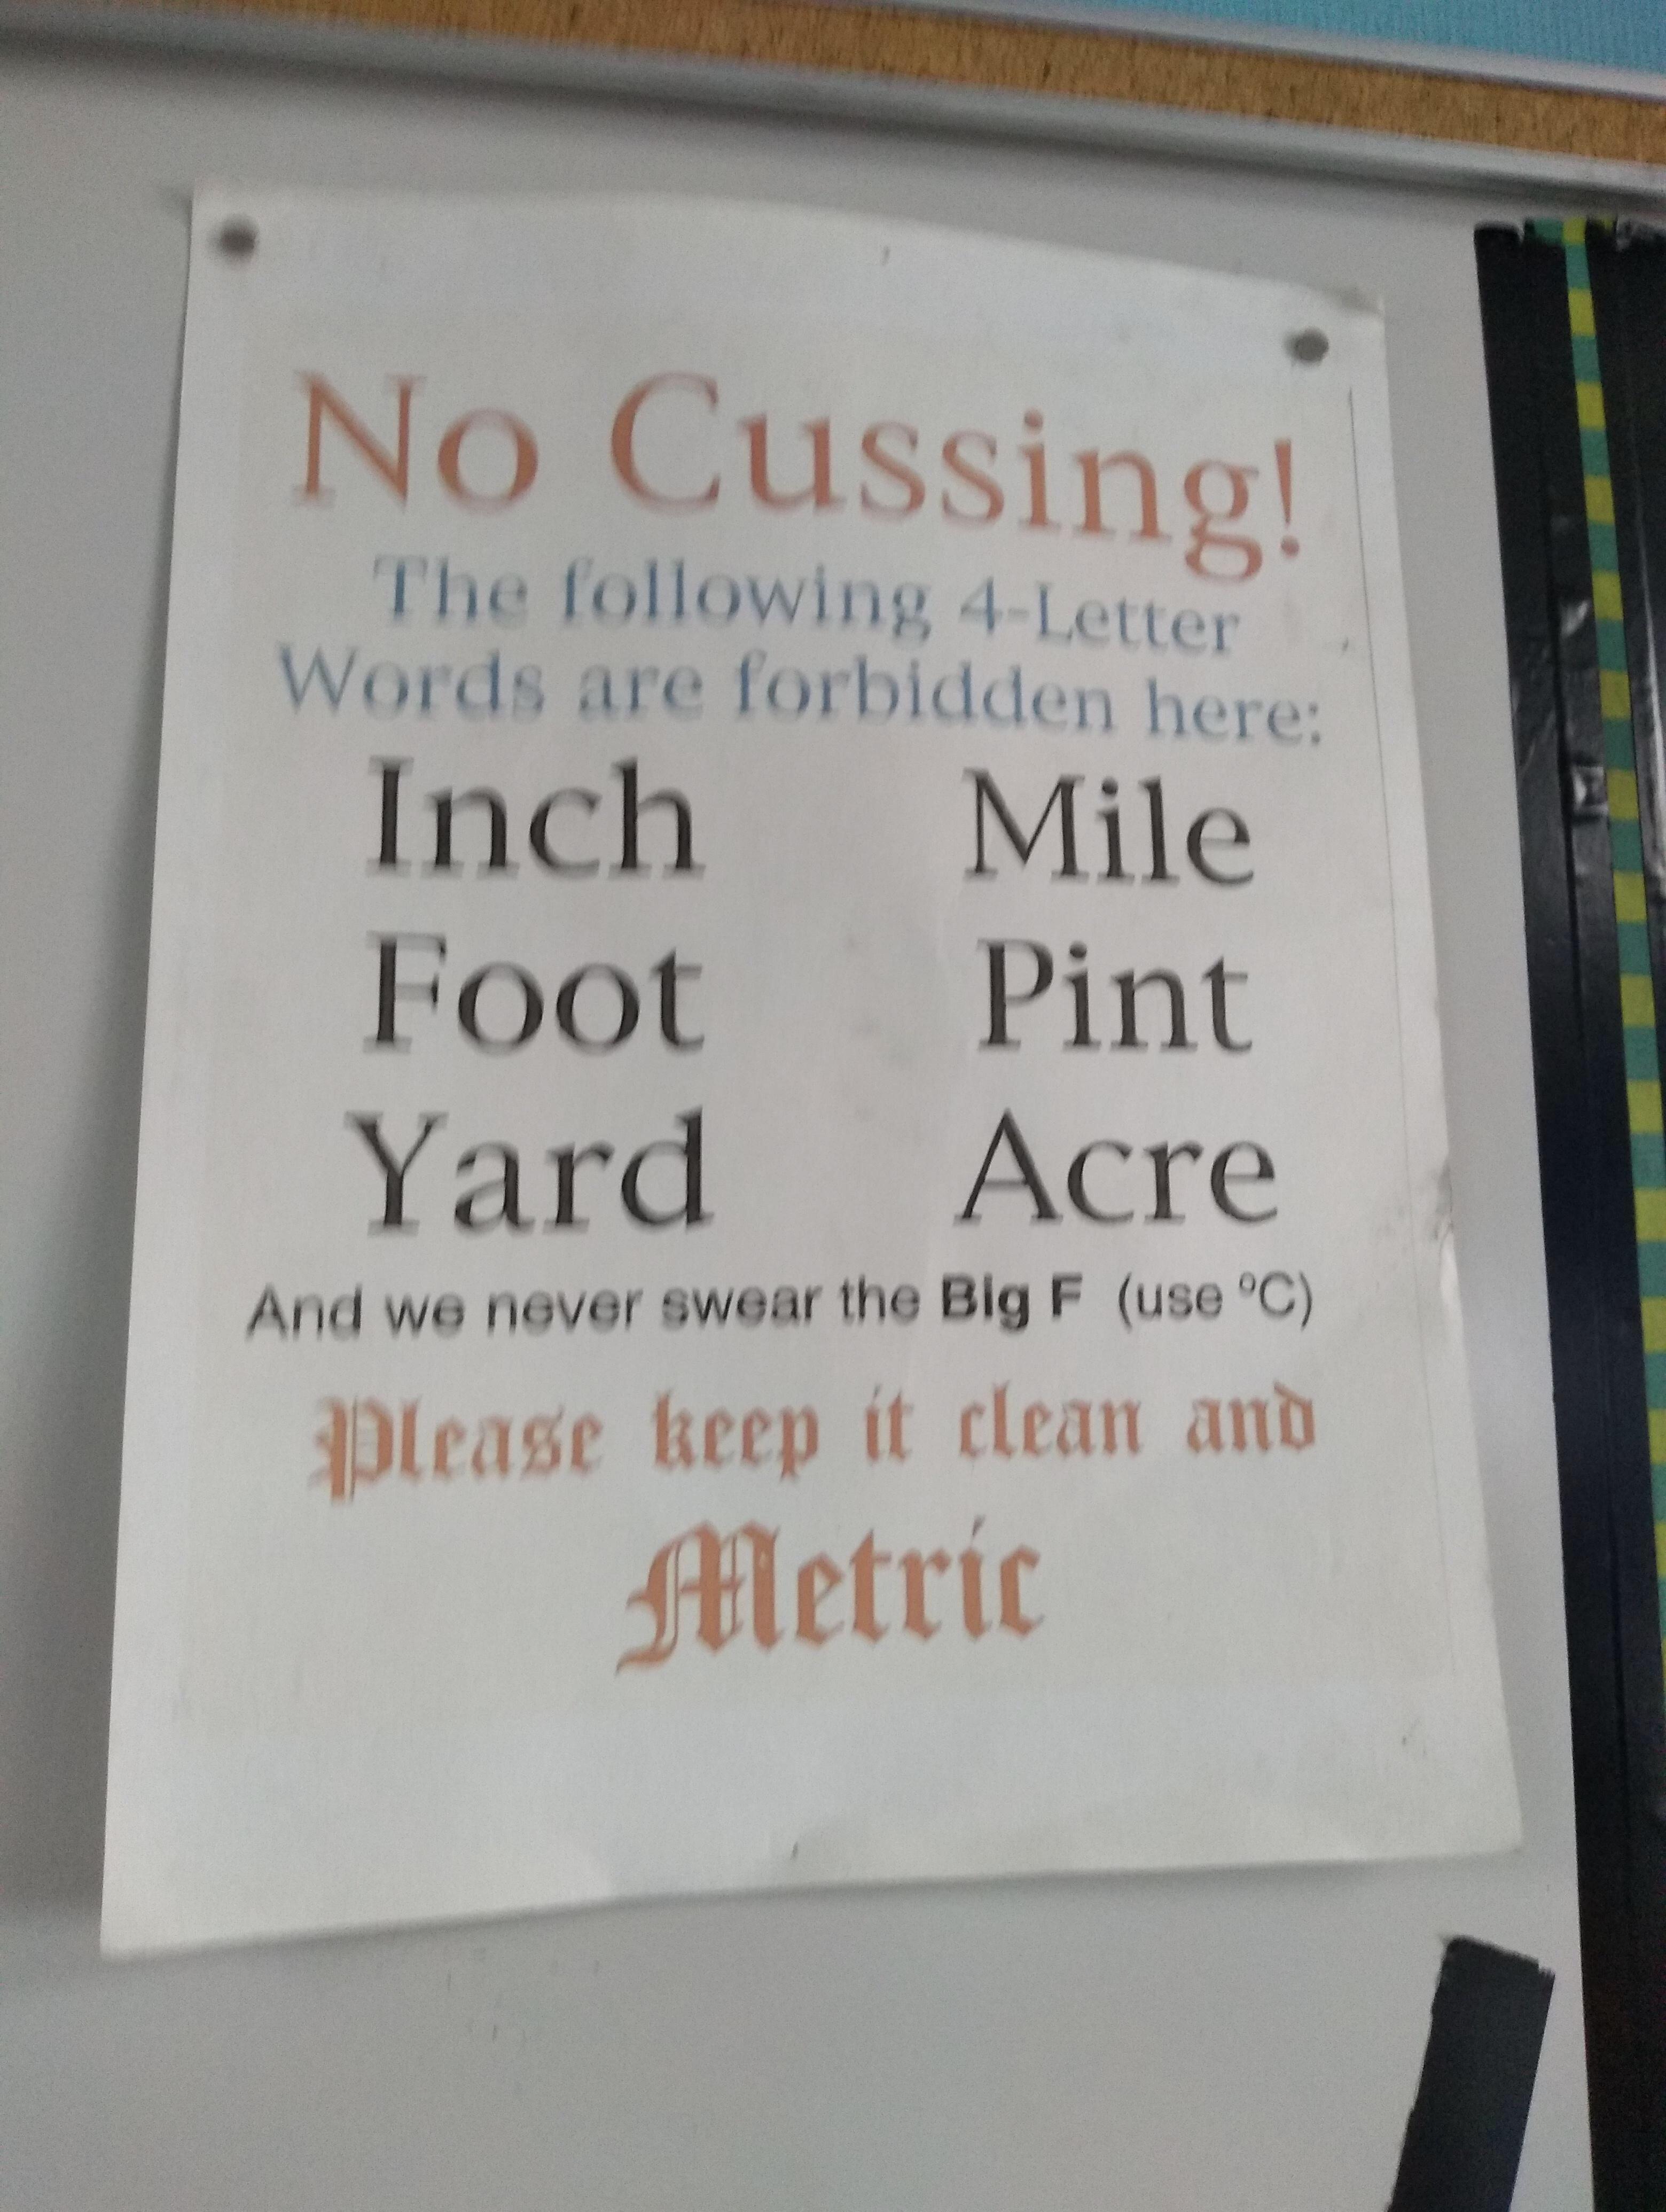 No Cussing!
The following 4-Letter
Words are forbidden here:
Inch Mile
Foot Pint
Yard Acre
And we never swear the Big F (use ºC)
Please keep it clean and
Metric